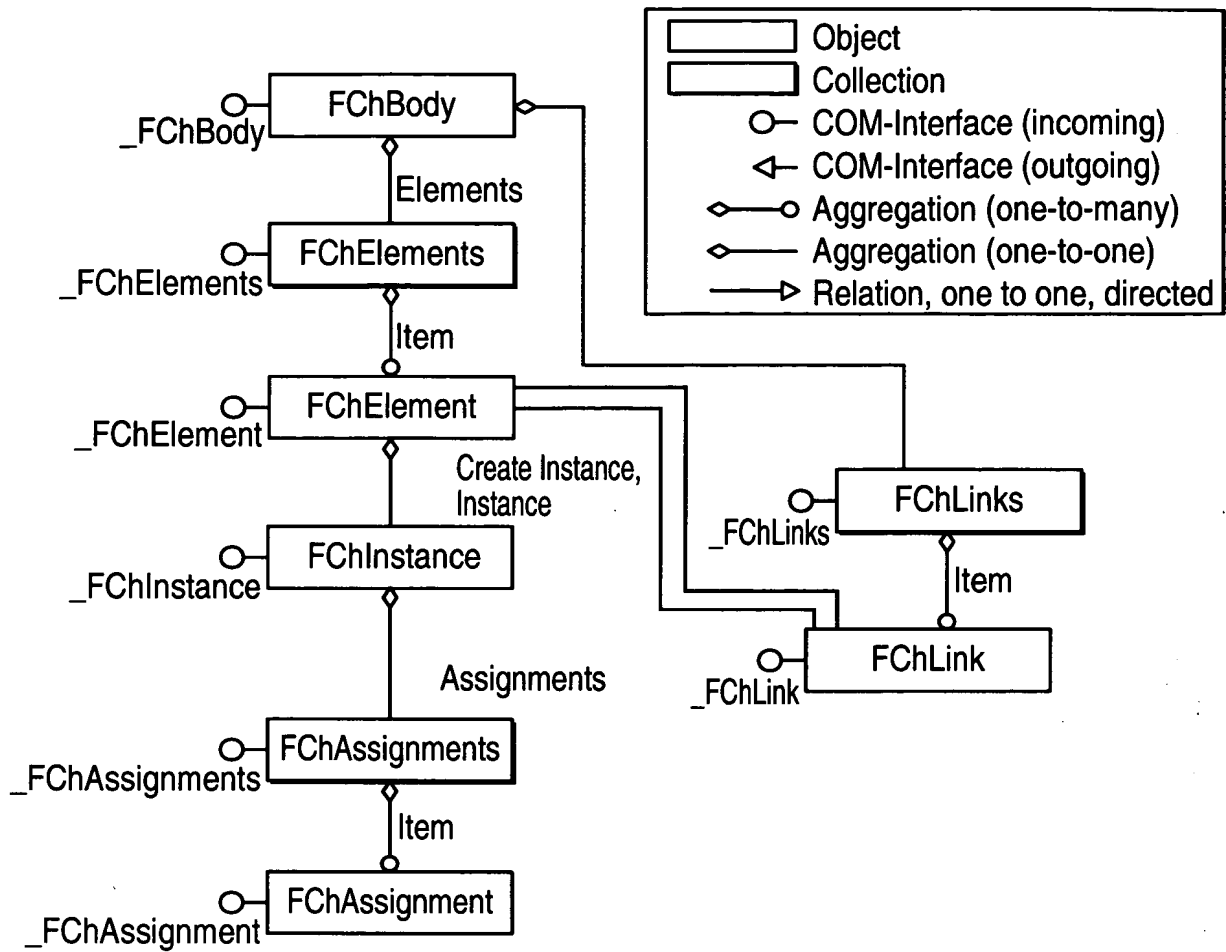 Object
Collection
COM-Interface (incoming)
COM-Interface (outgoing)
Aggregation (one-to-many)
Aggregation (one-to-one)
Relation, one to one, directed
FChBody
_FChBody
Elements
FChElements
_FChElements
Item
FChElement
_FChElement
Create Instance,
Instance
FChInstance
_FChInstance
Assignments
FChAssignments
_FChAssignments
Item
FChAssignment
_FChAssignment
FChLinks
_FChLinks
Item
FChLink
_FChLink